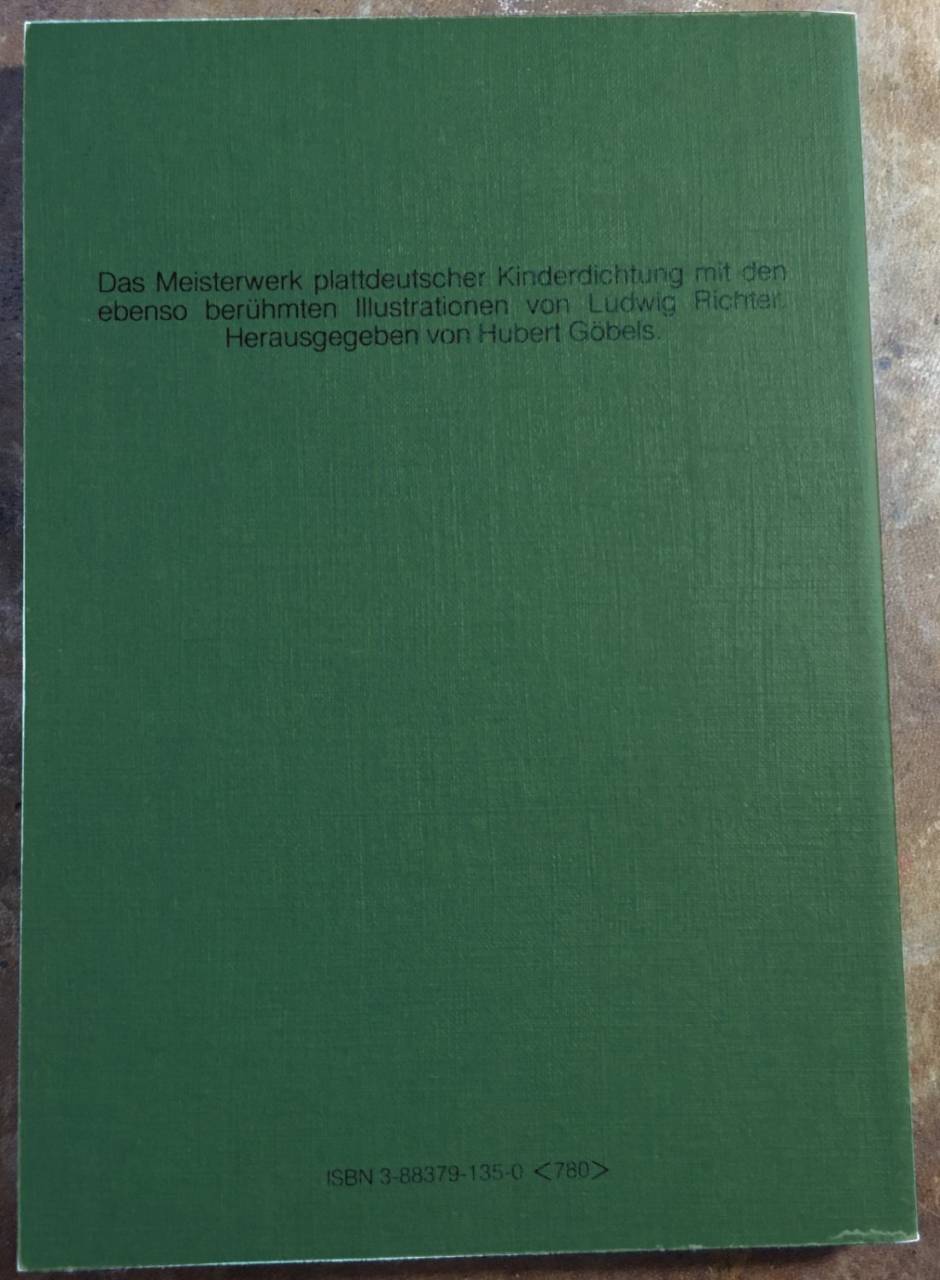 Das Meisterwerk plattdeutscher Kinderdichtung mit den
ebenso berühmten Illustrationen von Ludwig Richter.
Herausgegeben von Hubert Göbels.
ISBN 3-88379-135-0 <780>